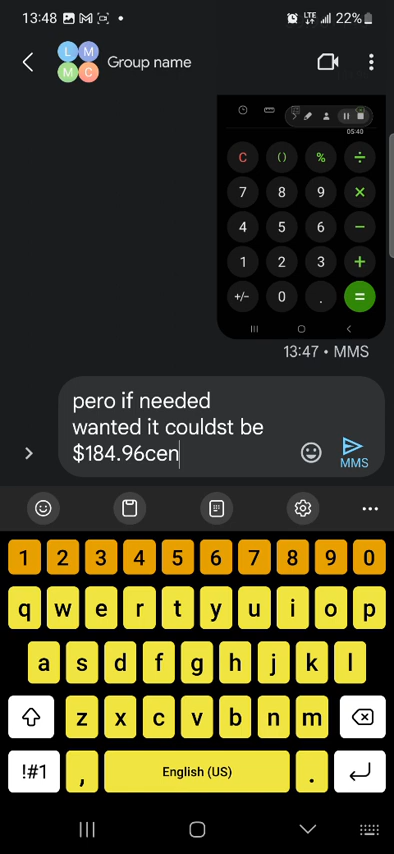 13:48 LTE 22%
L M M C Group name
05:40
C () % ÷
7 8 9 ×
4 5 6 −
1 2 3 +
+/- 0 . =
13:47 • MMS
pero if needed
wanted it couldst be
$184.96cen
MMS
1 2 3 4 5 6 7 8 9 0
q w e r t y u i o p
a s d f g h j k l
z x c v b n m
!#1 , English (US) .